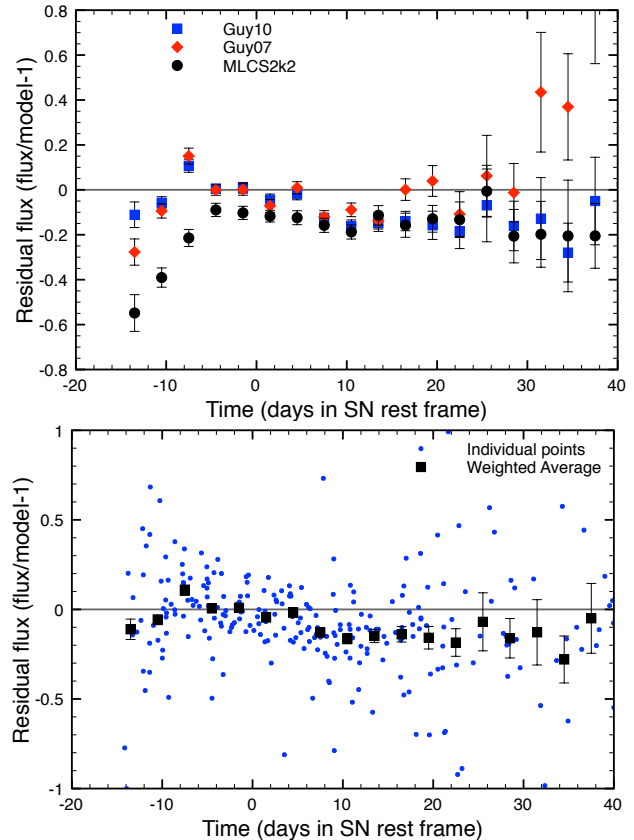 Guy10
Guy07
MLCS2k2
0.8
0.6
0.4
0.2
0
-0.2
-0.4
-0.6
-0.8
Residual flux (flux/model-1)
-20 -10 0 10 20 30 40
Time (days in SN rest frame)
Individual points
Weighted Average
1
0.5
0
-0.5
-1
Residual flux (flux/model-1)
-20 -10 0 10 20 30 40
Time (days in SN rest frame)